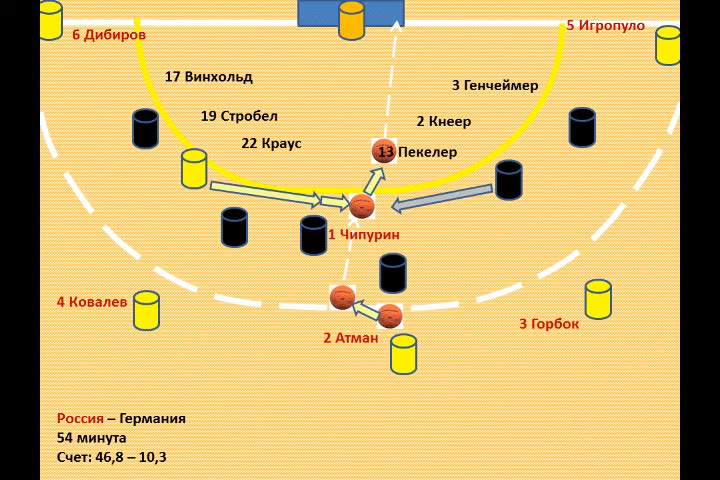 5 Игропуло
6 Дибиров
17 Винхольд
3 Генчеймер
19 Стробел
2 Кнеер
22 Краус
13 Пекелер
1 Чипурин
4 Ковалев
3 Горбок
2 Атман
Россия – Германия
54 минута
Счет: 46,8 – 10,3